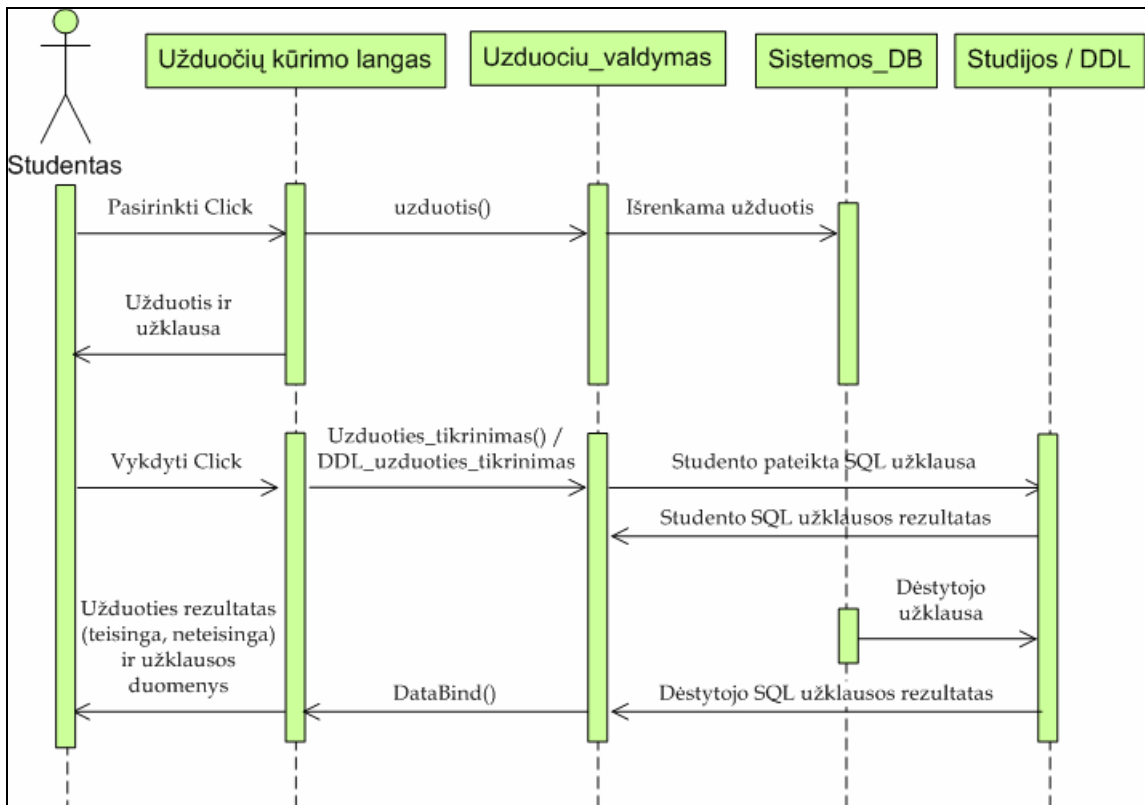 Užduočių kūrimo langas
Uzduociu_valdymas
Sistemos_DB
Studijos / DDL
Studentas
Pasirinkti Click
uzduotis()
Išrenkama užduotis
Užduotis ir
užklausa
Vykdyti Click
Uzduoties_tikrinimas() /
DDL_uzduoties_tikrinimas
Studento pateikta SQL užklausa
Studento SQL užklausos rezultatas
Dėstytojo
užklausa
Užduoties rezultatas
(teisinga, neteisinga)
ir užklausos
duomenys
DataBind()
Dėstytojo SQL užklausos rezultatas